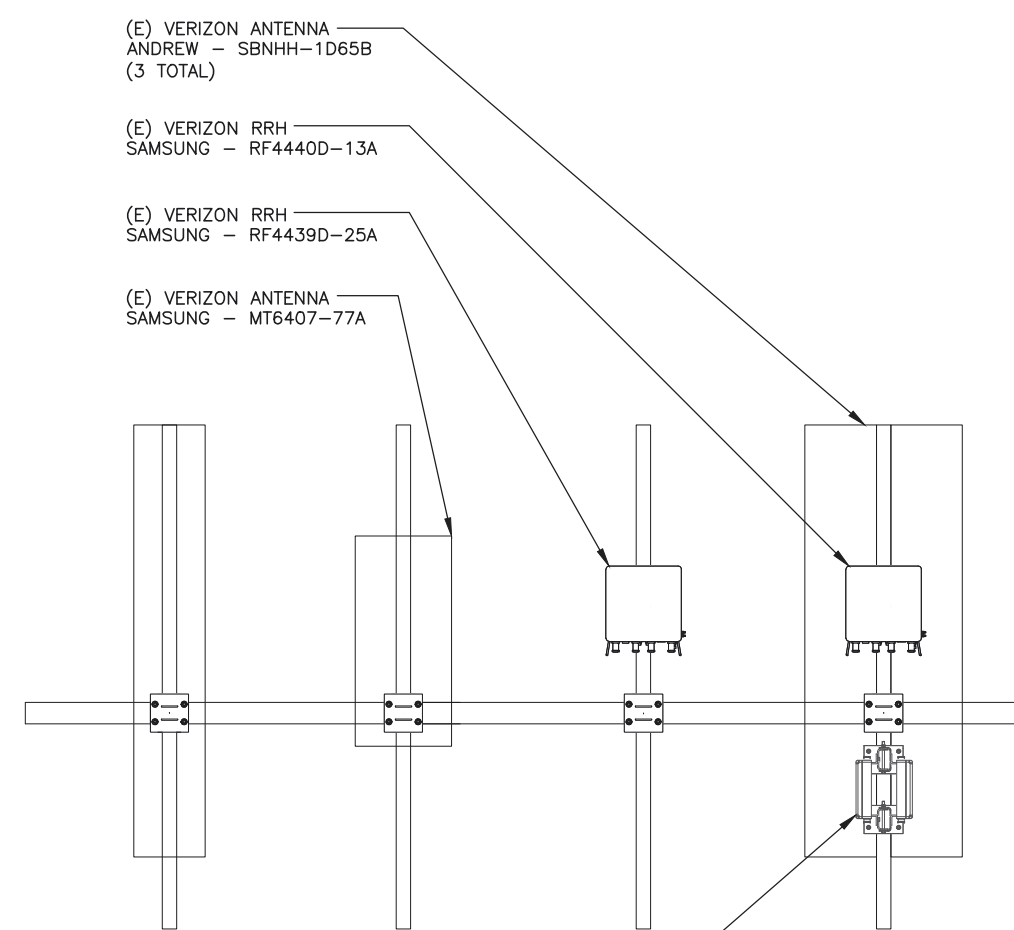 (E) VERIZON ANTENNA
ANDREW - SBNHH-1D65B
(3 TOTAL)
(E) VERIZON RRH
SAMSUNG - RF4440D-13A
(E) VERIZON RRH
SAMSUNG - RF4439D-25A
(E) VERIZON ANTENNA
SAMSUNG - MT6407-77A